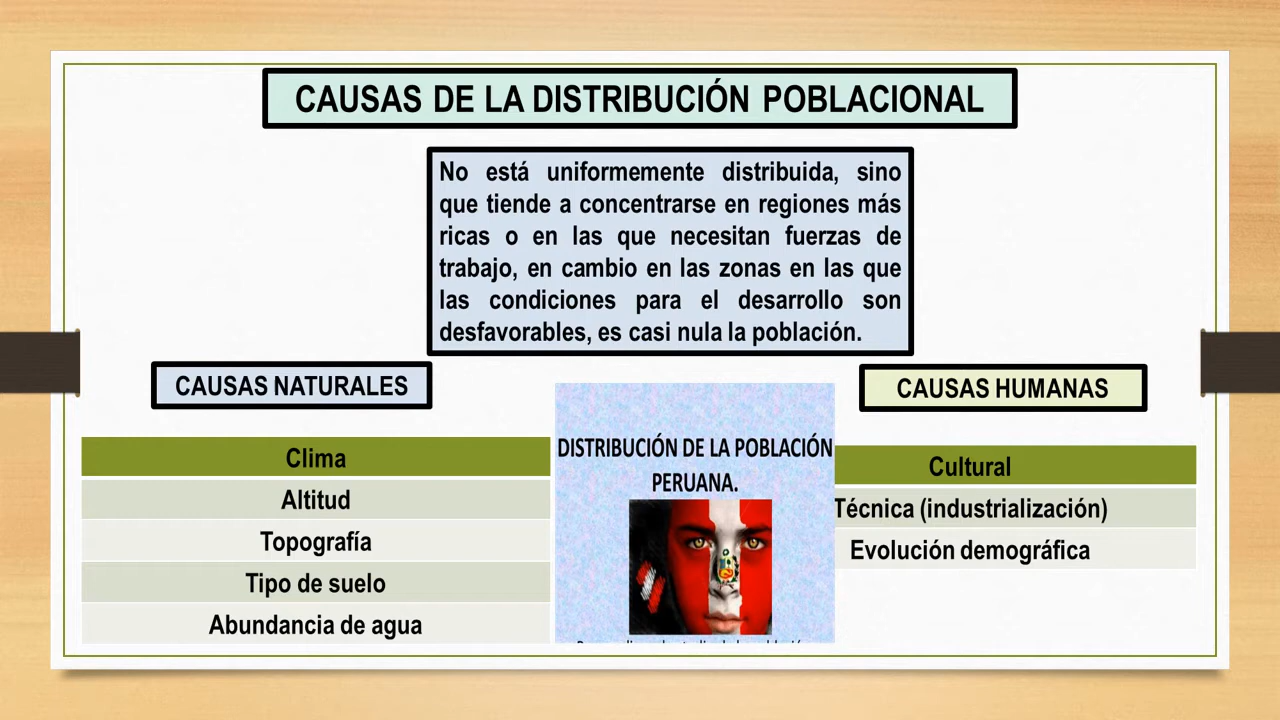 CAUSAS DE LA DISTRIBUCIÓN POBLACIONAL
No está uniformemente distribuida, sino
que tiende a concentrarse en regiones más
ricas o en las que necesitan fuerzas de
trabajo, en cambio en las zonas en las que
las condiciones para el desarrollo son
desfavorables, es casi nula la población.
CAUSAS NATURALES
Clima
Altitud
Topografía
Tipo de suelo
Abundancia de agua
DISTRIBUCIÓN DE LA POBLACIÓN
PERUANA.
CAUSAS HUMANAS
Cultural
Técnica (industrialización)
Evolución demográfica